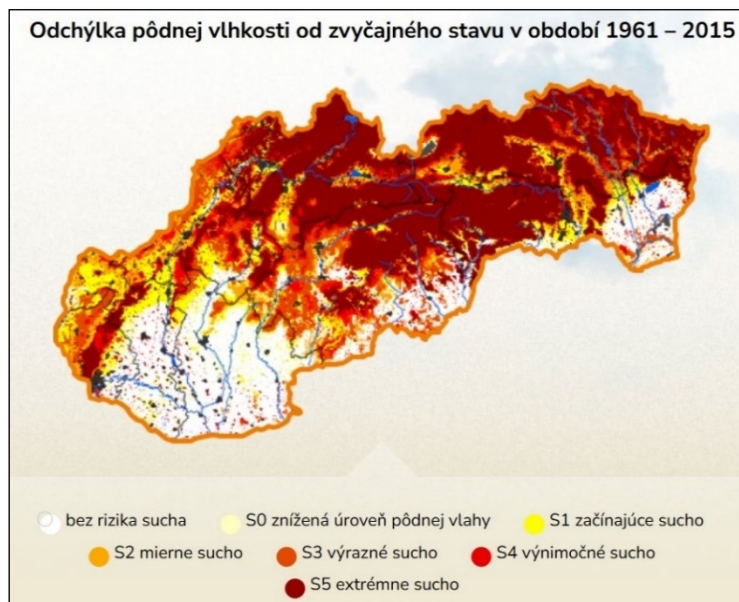 Odchýlka pôdnej vlhkosti od zvyčajného stavu v období 1961 – 2015
bez rizika sucha
S0 znížená úroveň pôdnej vlahy
S1 začínajúce sucho
S2 mierne sucho
S3 výrazné sucho
S4 výnimočné sucho
S5 extrémne sucho